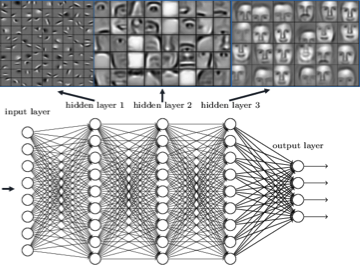 hidden layer 1 hidden layer 2 hidden layer 3
input layer
output layer